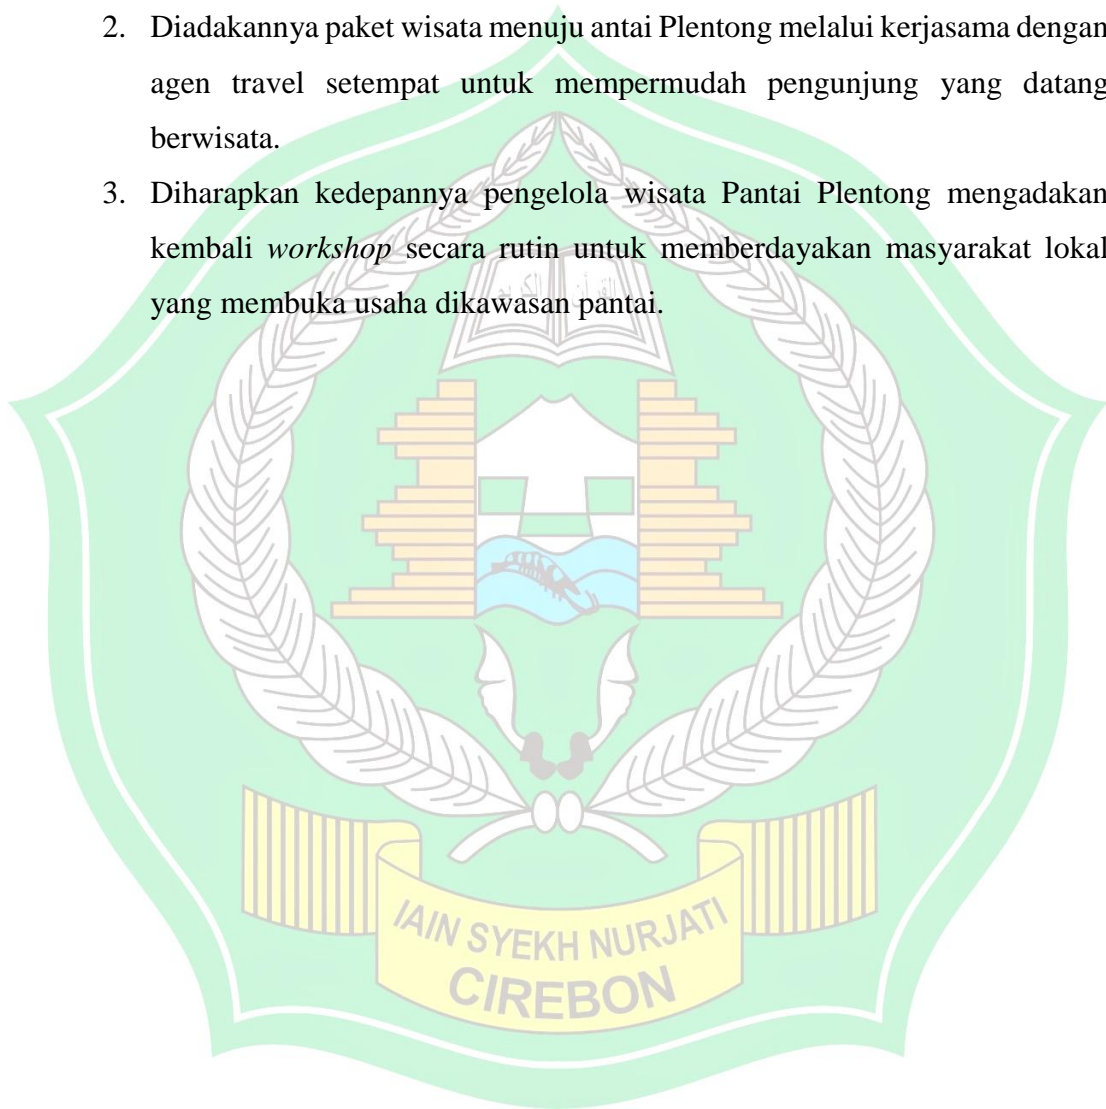 2. Diadakannya paket wisata menuju antai Plentong melalui kerjasama dengan
agen travel setempat untuk mempermudah pengunjung yang datang
berwisata.
3. Diharapkan kedepannya pengelola wisata Pantai Plentong mengadakan
kembali workshop secara rutin untuk memberdayakan masyarakat lokal
yang membuka usaha dikawasan pantai.
القرآن الكريم
IAIN SYEKH NURJATI
CIREBON